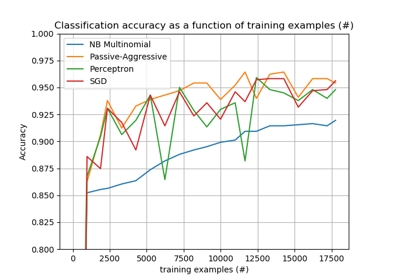 Classification accuracy as a function of training examples (#)
1.000
0.975
0.950
0.925
0.900
0.875
0.850
0.825
0.800
Accuracy
NB Multinomial
Passive-Aggressive
Perceptron
SGD
0 2500 5000 7500 10000 12500 15000 17500
training examples (#)